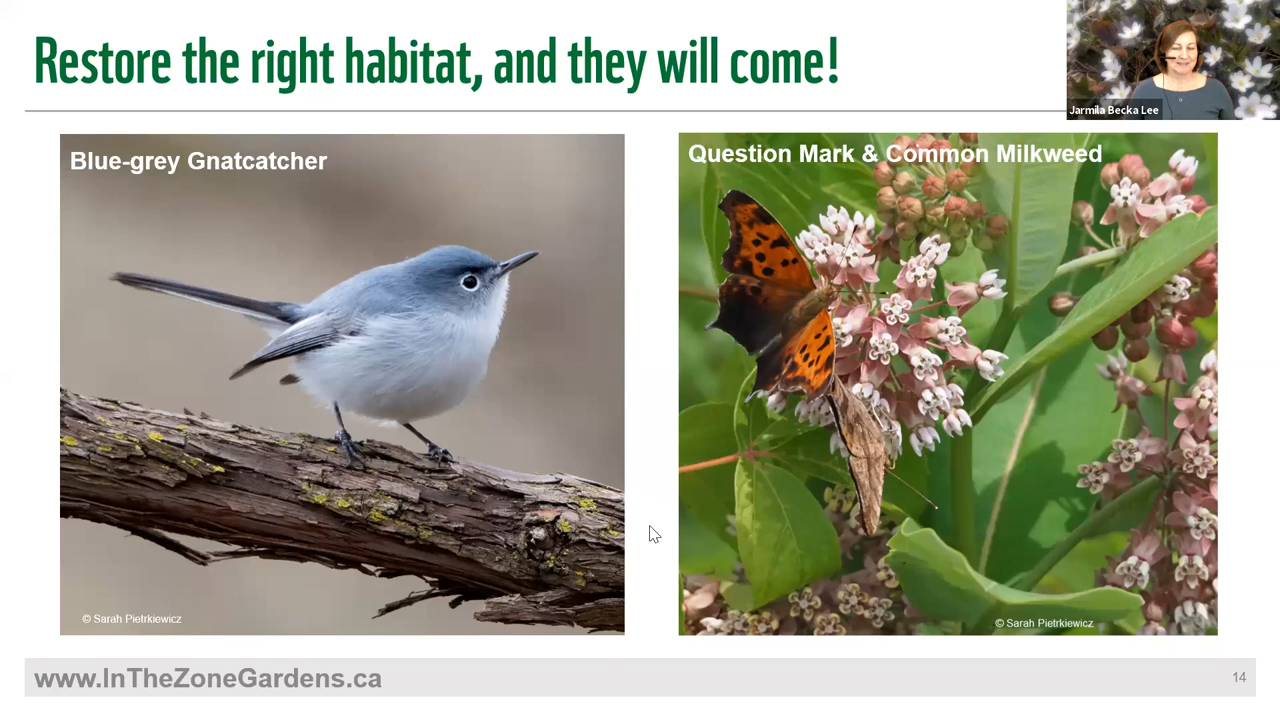 Restore the right habitat, and they will come!
Jarmila Becka Lee
Blue-grey Gnatcatcher
Question Mark & Common Milkweed
© Sarah Pietrkiewicz
© Sarah Pietrkiewicz
www.InTheZoneGardens.ca
14